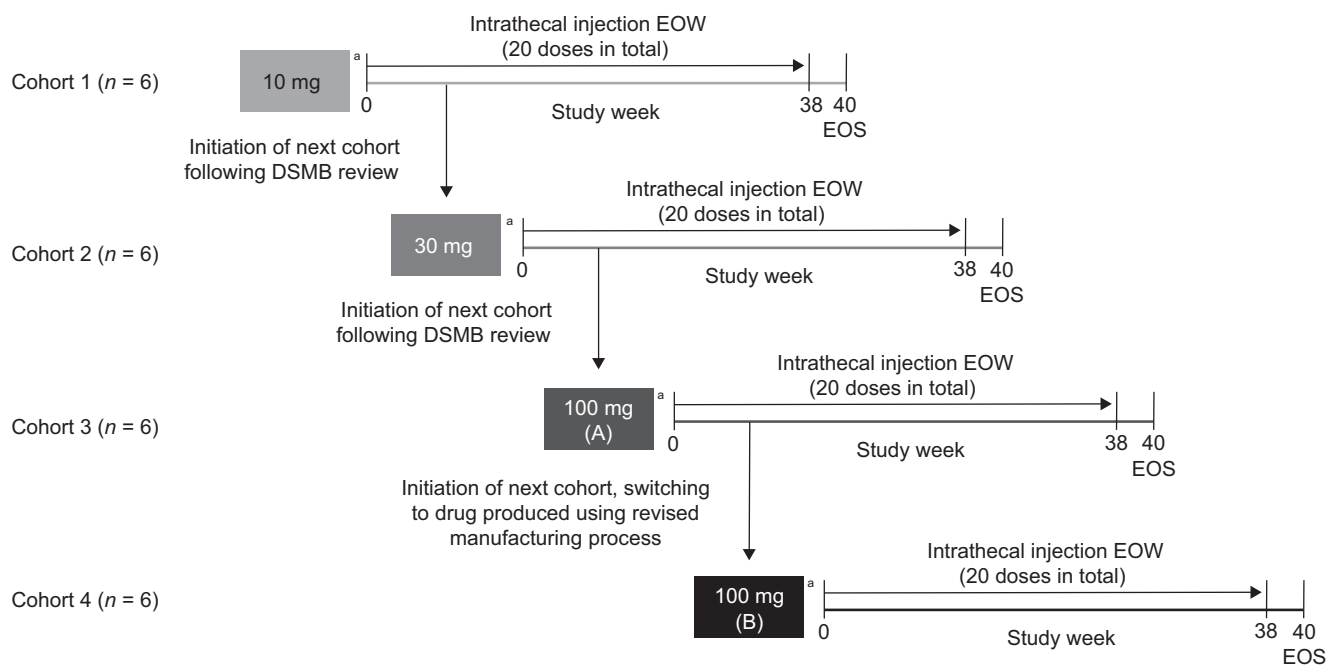 Intrathecal injection EOW
(20 doses in total)
Cohort 1 (n = 6)
10 mg
a
0
Study week
38
40
EOS
Initiation of next cohort
following DSMB review
Intrathecal injection EOW
(20 doses in total)
Cohort 2 (n = 6)
30 mg
a
0
Study week
38
40
EOS
Initiation of next cohort
following DSMB review
Intrathecal injection EOW
(20 doses in total)
Cohort 3 (n = 6)
100 mg
(A)
a
0
Study week
38
40
EOS
Initiation of next cohort, switching
to drug produced using revised
manufacturing process
Intrathecal injection EOW
(20 doses in total)
Cohort 4 (n = 6)
100 mg
(B)
a
0
Study week
38
40
EOS